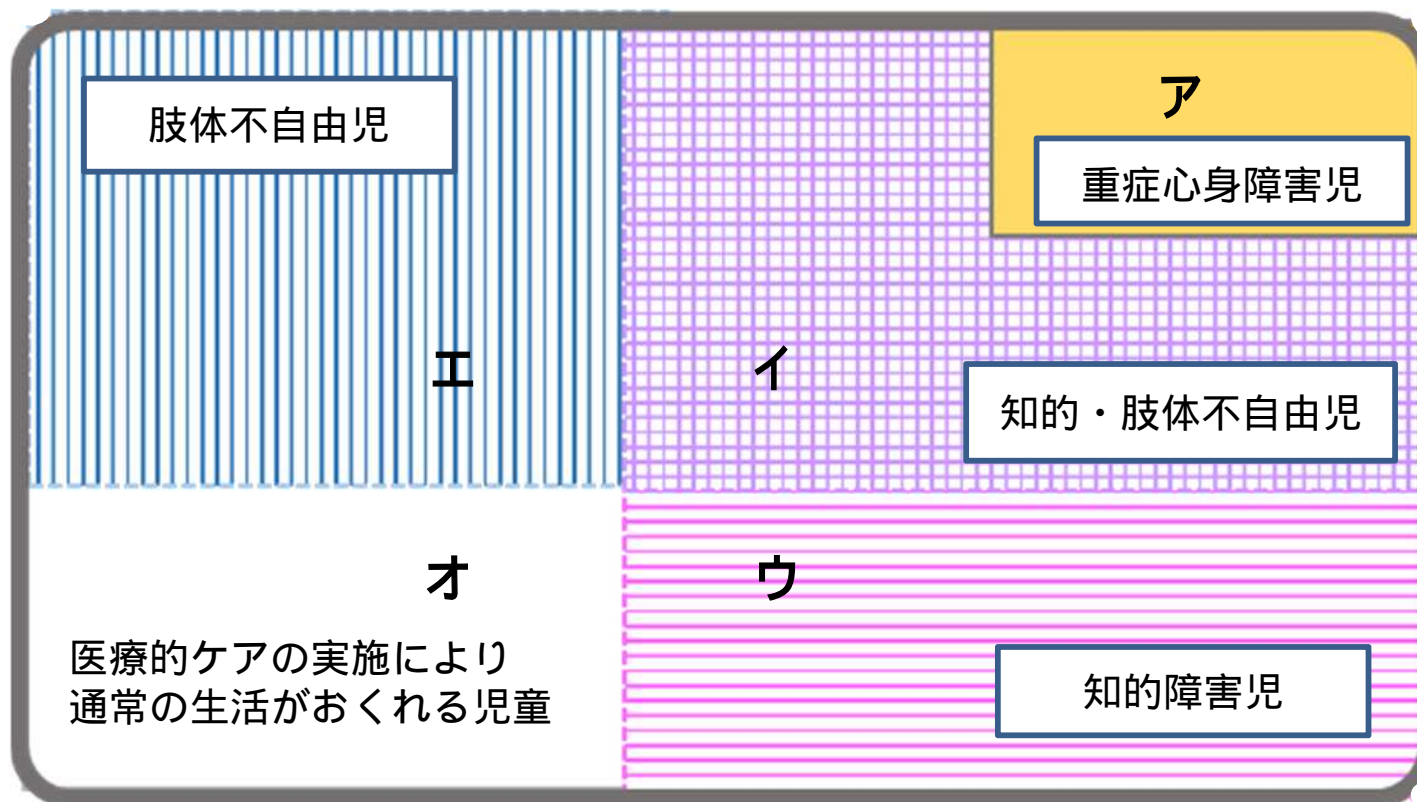 肢体不自由児
ア
重症心身障害児
エ
イ
知的・肢体不自由児
オ
ウ
医療的ケアの実施により
通常の生活がおくれる児童
知的障害児